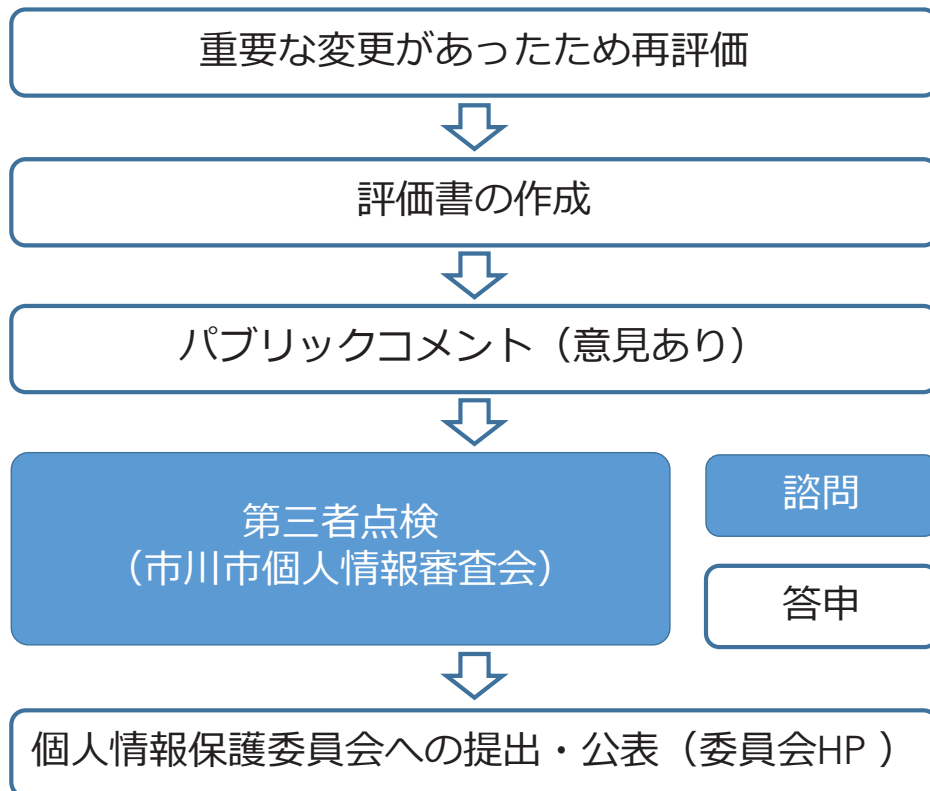 重要な変更があったため再評価
評価書の作成
パブリックコメント（意見あり）
第三者点検
（市川市個人情報審査会）
諮問
答申
個人情報保護委員会への提出・公表（委員会HP ）